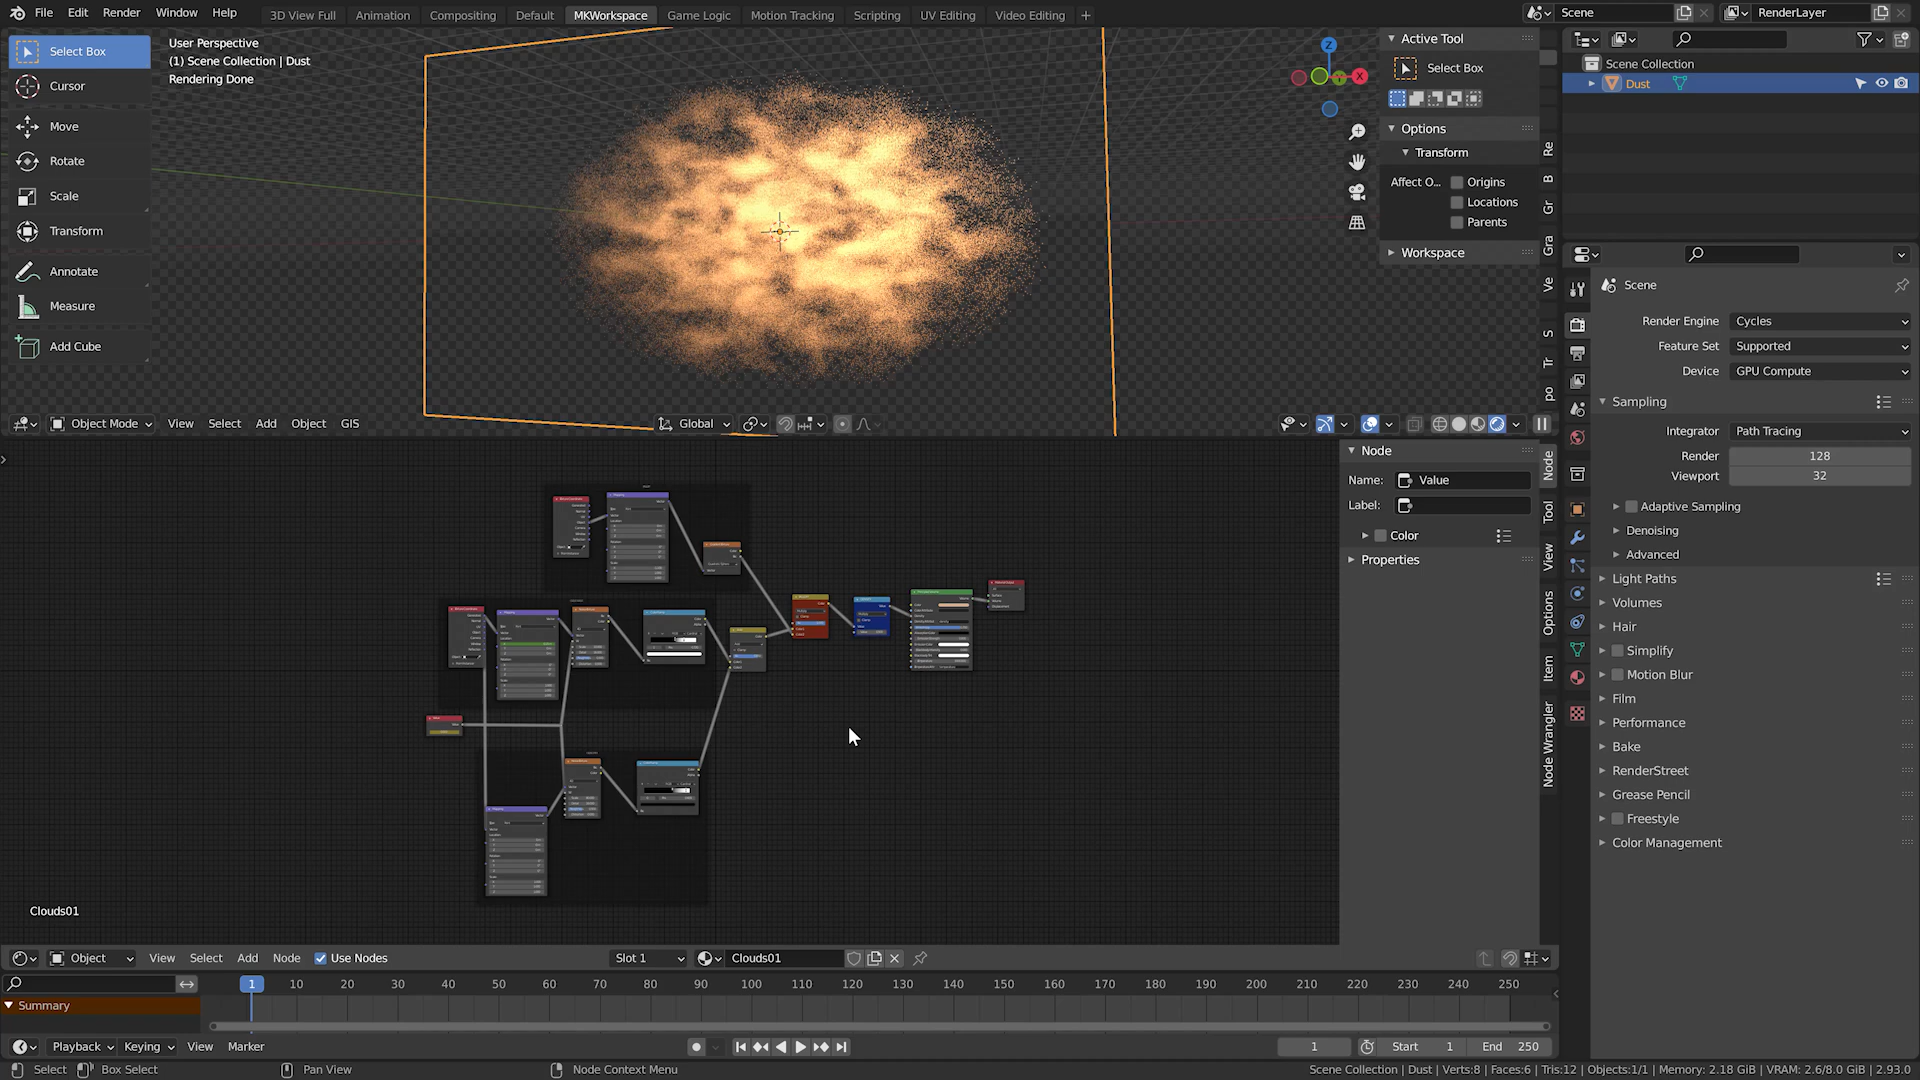 File Edit Render Window Help 3D View Full Animation Compositing Default MKWorkspace Game Logic Motion Tracking Scripting UV Editing Video Editing + Scene RenderLayer
Select Box
Cursor
Move
Rotate
Scale
Transform
Annotate
Measure
Add Cube
User Perspective
(1) Scene Collection | Dust
Rendering Done
Z
X
Active Tool
Select Box
Options
Transform
Affect O... Origins
Locations
Parents
Workspace
Re
B
Gr
Gra
Ve
S
Tr
po
Scene Collection
Dust
Object Mode View Select Add Object GIS Global
Scene
Render Engine Cycles
Feature Set Supported
Device GPU Compute
Sampling
Integrator Path Tracing
Render 128
Viewport 32
Adaptive Sampling
Denoising
Advanced
Light Paths
Volumes
Hair
Simplify
Motion Blur
Film
Performance
Bake
RenderStreet
Grease Pencil
Freestyle
Color Management
Node
Name: Value
Label:
Color
Properties
Node
Tool
View
Options
Item
Node Wrangler
Clouds01
Object View Select Add Node Use Nodes Slot 1 Clouds01
1 10 20 30 40 50 60 70 80 90 100 110 120 130 140 150 160 170 180 190 200 210 220 230 240 250
Summary
Playback Keying View Marker 1 Start 1 End 250
Select Box Select Pan View Node Context Menu Scene Collection | Dust | Verts:8 | Faces:6 | Tris:12 | Objects:1/1 | Memory: 2.18 GiB | VRAM: 2.6/8.0 GiB | 2.93.0